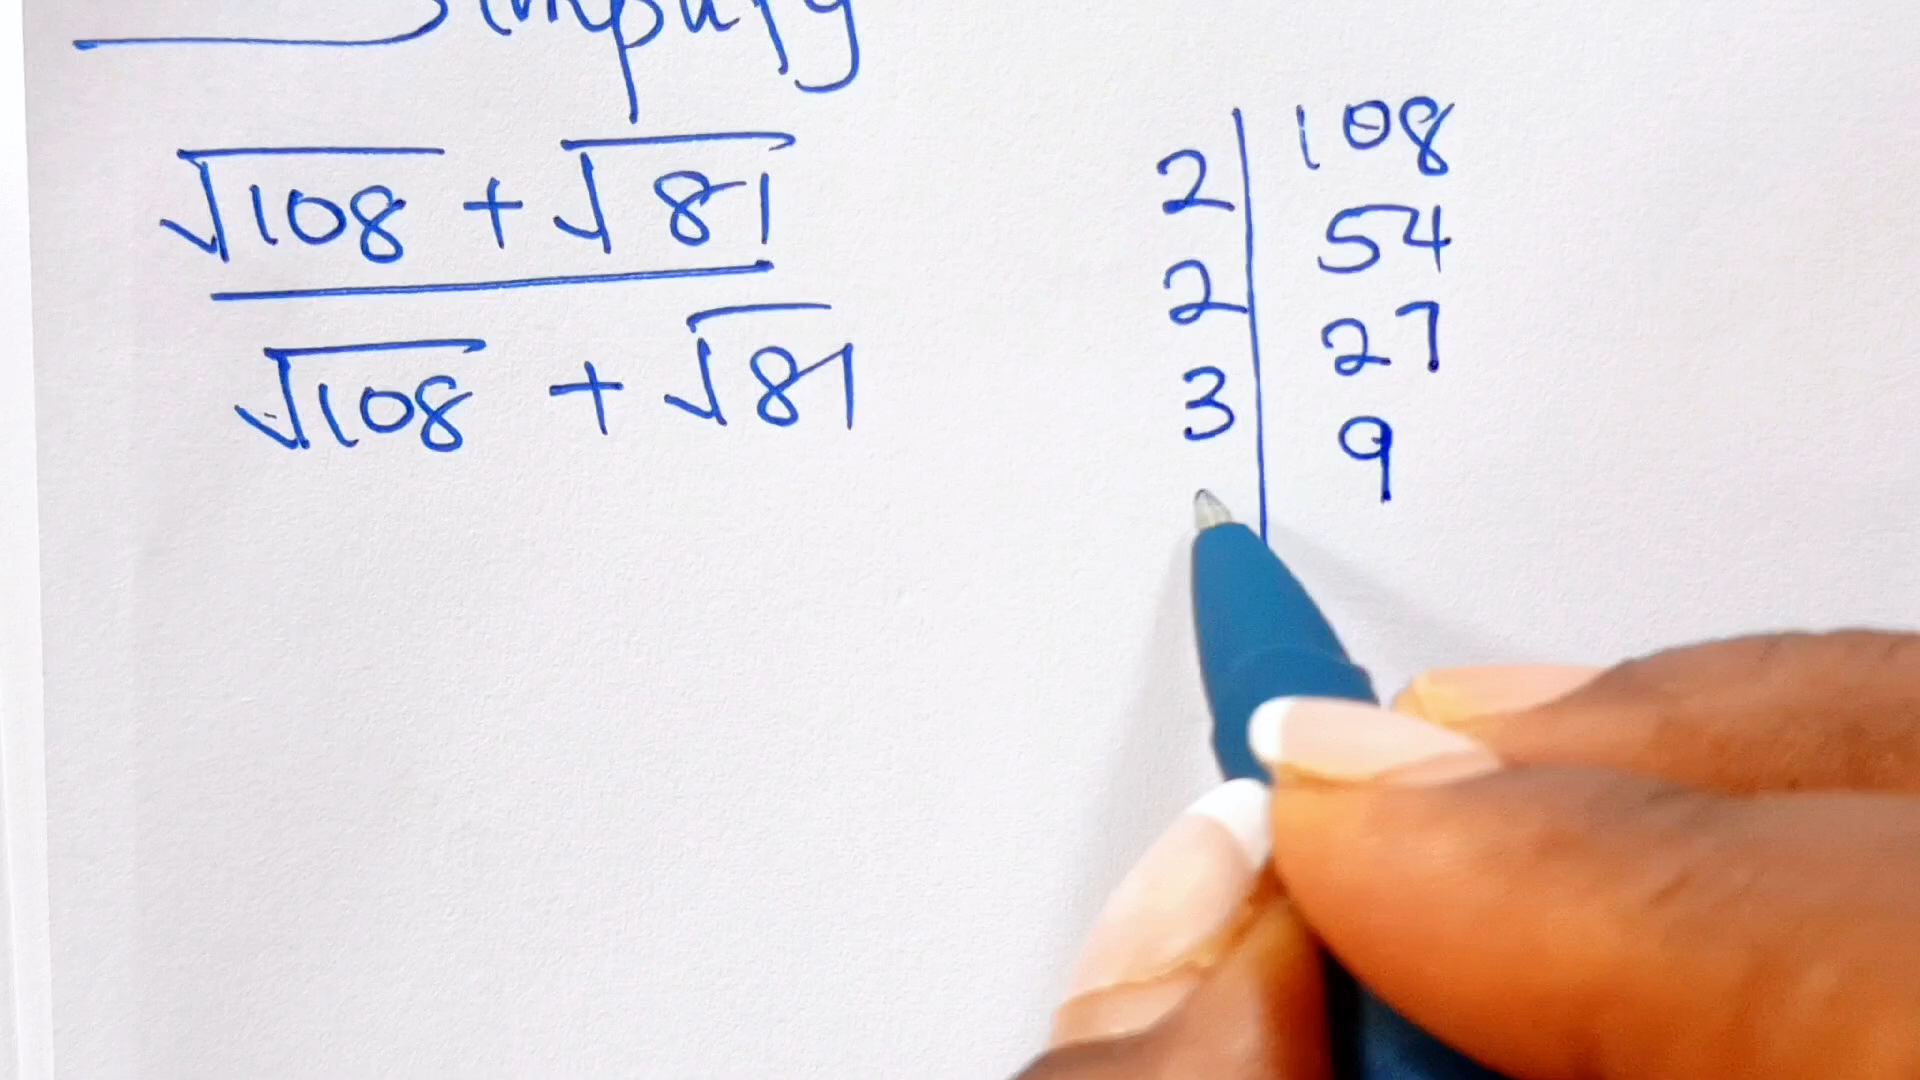 Simplify
√108 + √81
√108 + √81
2 | 108
2 | 54
3 | 27
9